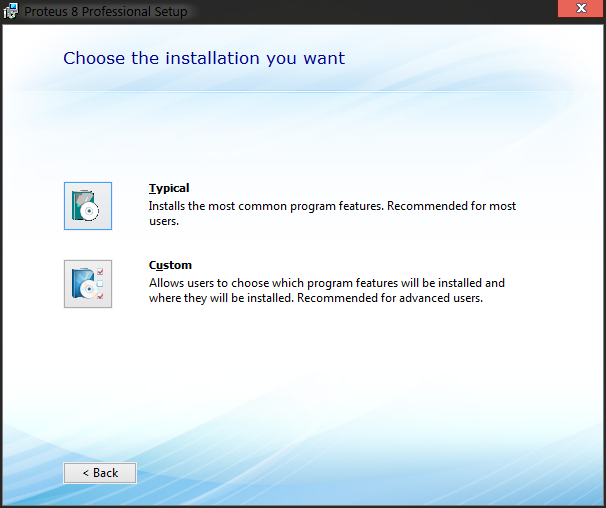 Proteus 8 Professional Setup
x
Choose the installation you want
Typical
Installs the most common program features. Recommended for most
users.
Custom
Allows users to choose which program features will be installed and
where they will be installed. Recommended for advanced users.
< Back